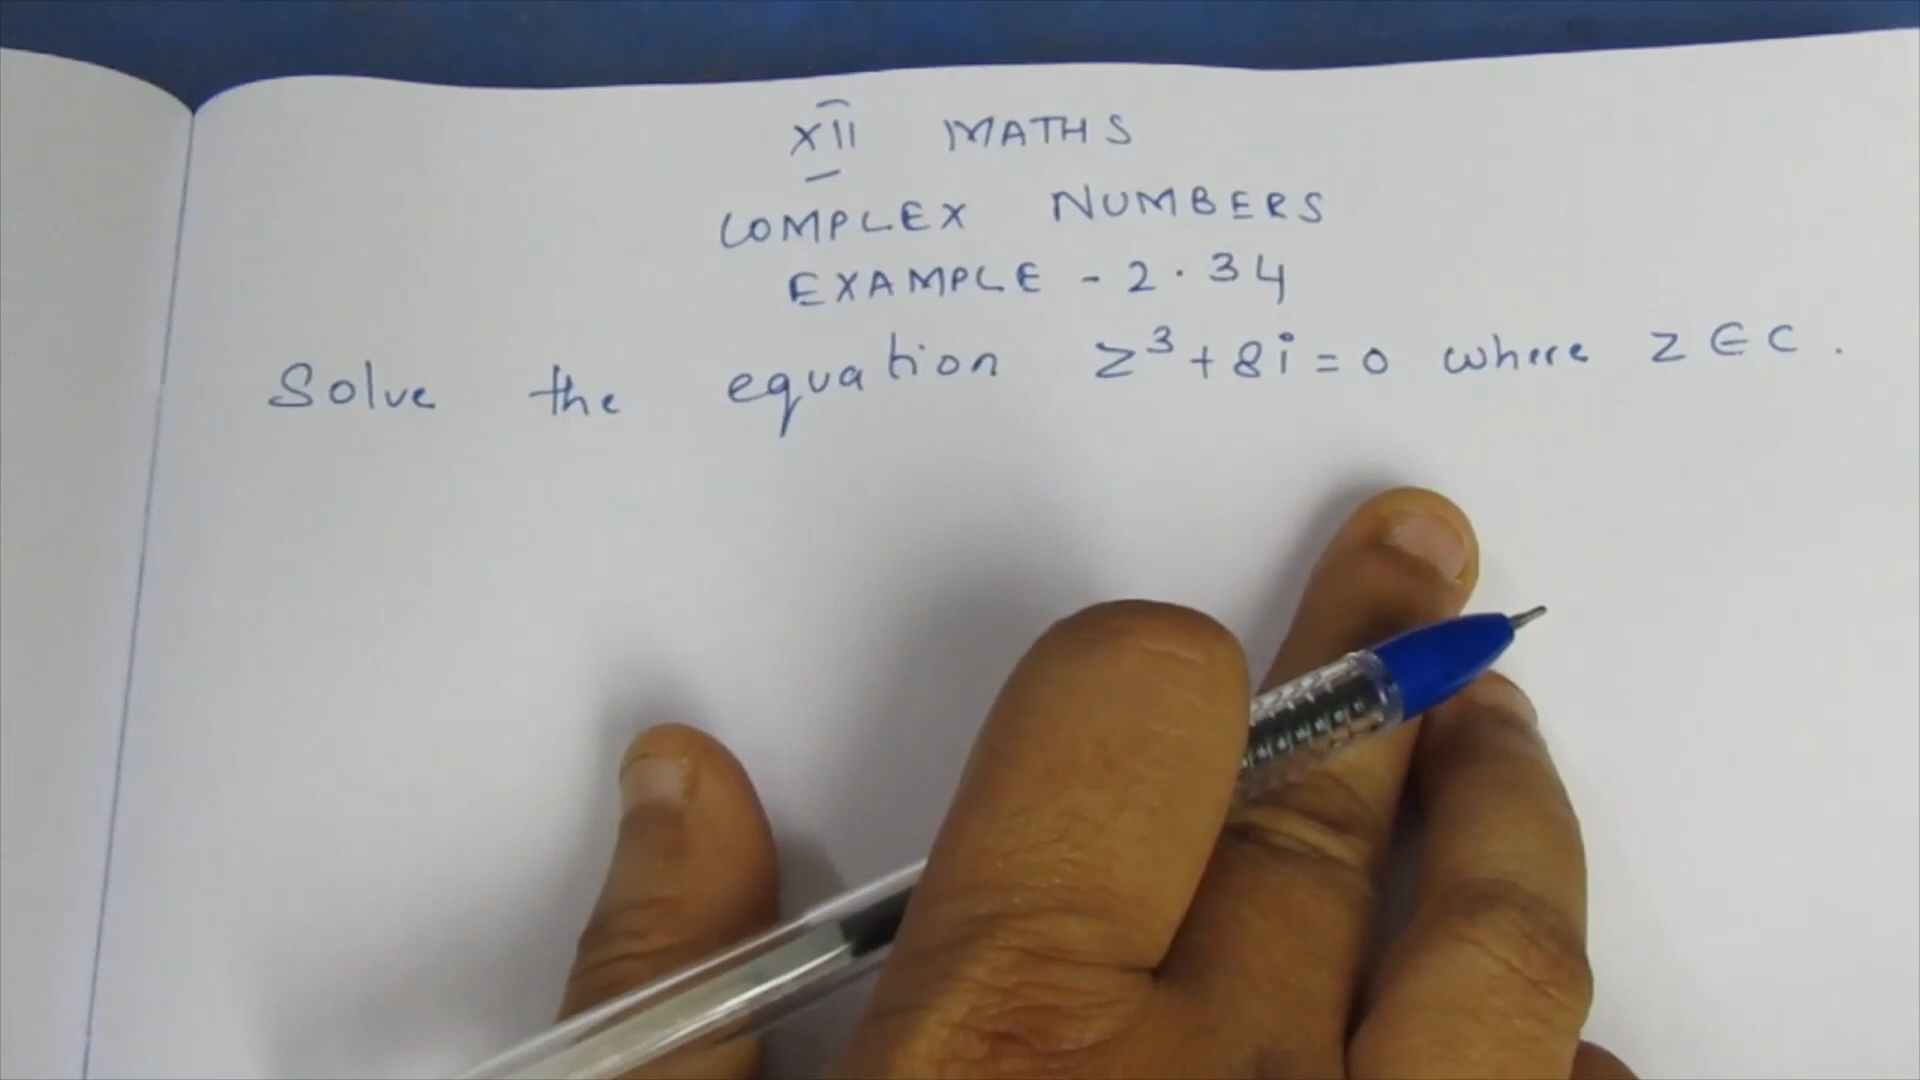 XII MATHS
COMPLEX NUMBERS
EXAMPLE - 2.34
Solve the equation z³ + 8i = 0 where z ∈ C.